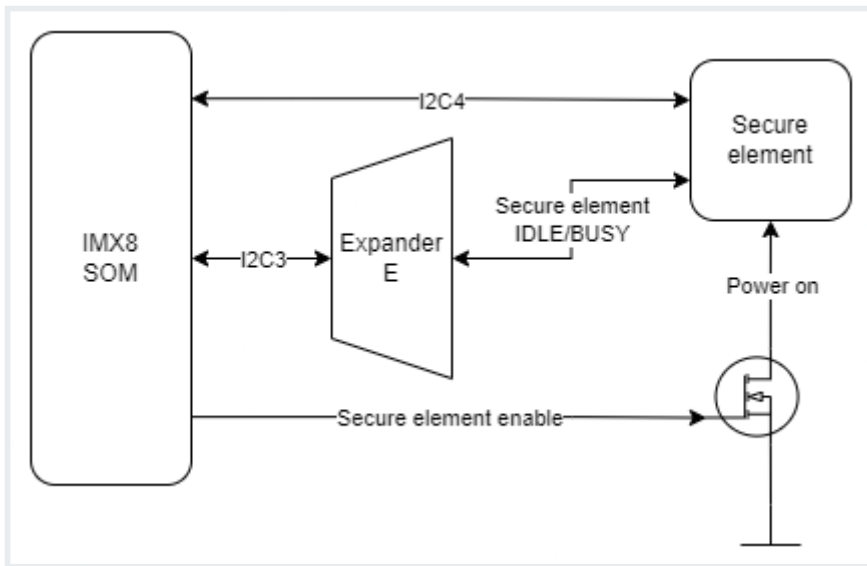 I2C4
Secure
element
Secure element
IDLE/BUSY
IMX8
SOM
I2C3
Expander
E
Power on
Secure element enable